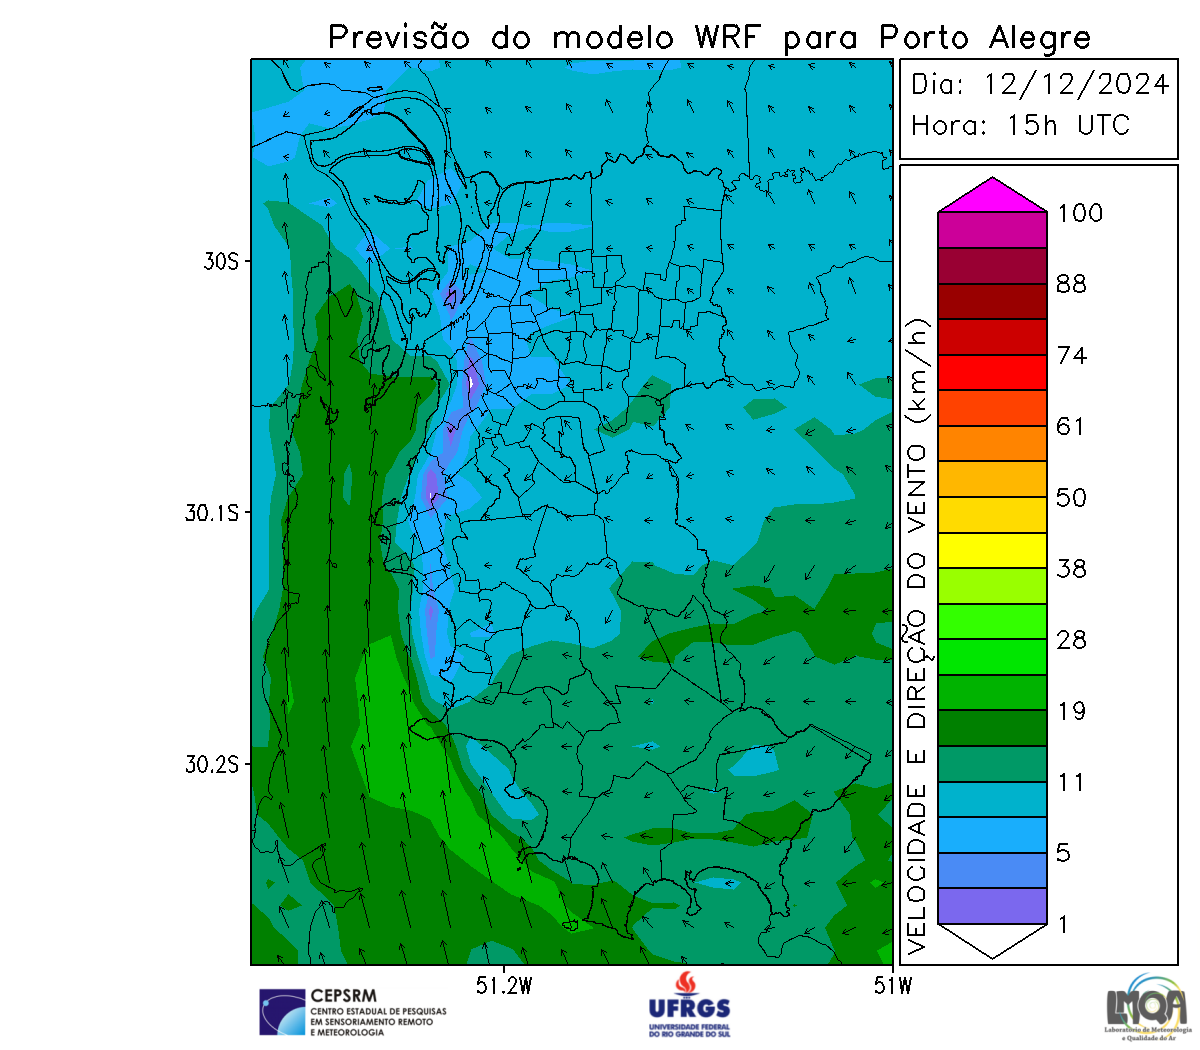 Previsão do modelo WRF para Porto Alegre
Dia: 12/12/2024
Hora: 15h UTC
30S
30.1S
30.2S
51.2W
51W
VELOCIDADE E DIREÇÃO DO VENTO (km/h)
100
88
74
61
50
38
28
19
11
5
1
CEPSRM
CENTRO ESTADUAL DE PESQUISAS
EM SENSORIAMENTO REMOTO
E METEOROLOGIA
UFRGS
UNIVERSIDADE FEDERAL
DO RIO GRANDE DO SUL
LMQA
Laboratório de Meteorologia
e Qualidade do Ar